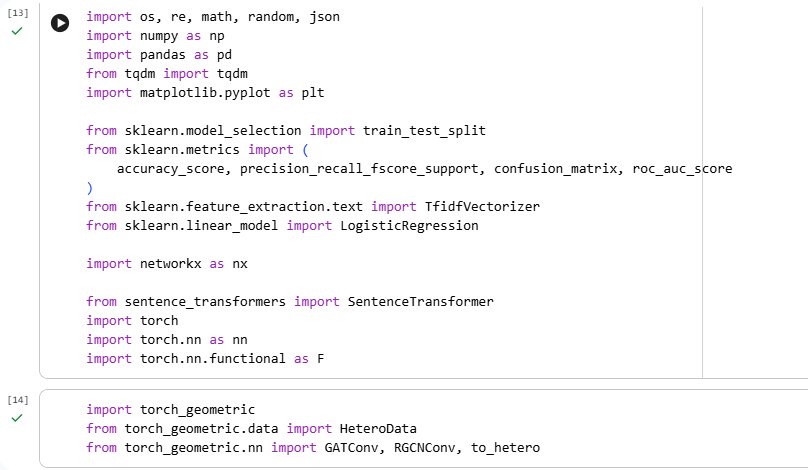 [13]
import os, re, math, random, json
import numpy as np
import pandas as pd
from tqdm import tqdm
import matplotlib.pyplot as plt
from sklearn.model_selection import train_test_split
from sklearn.metrics import (
    accuracy_score, precision_recall_fscore_support, confusion_matrix, roc_auc_score
)
from sklearn.feature_extraction.text import TfidfVectorizer
from sklearn.linear_model import LogisticRegression
import networkx as nx
from sentence_transformers import SentenceTransformer
import torch
import torch.nn as nn
import torch.nn.functional as F
[14]
import torch_geometric
from torch_geometric.data import HeteroData
from torch_geometric.nn import GATConv, RGCNConv, to_hetero